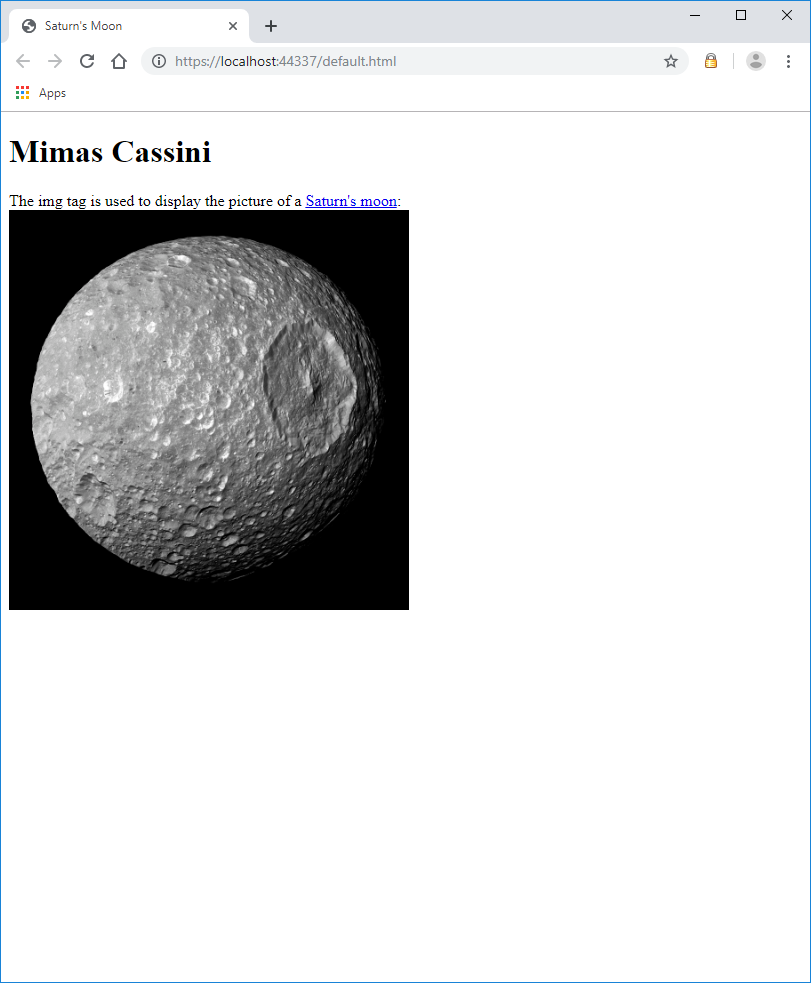 Saturn's Moon
https://localhost:44337/default.html
Apps
Mimas Cassini
The img tag is used to display the picture of a Saturn's moon: